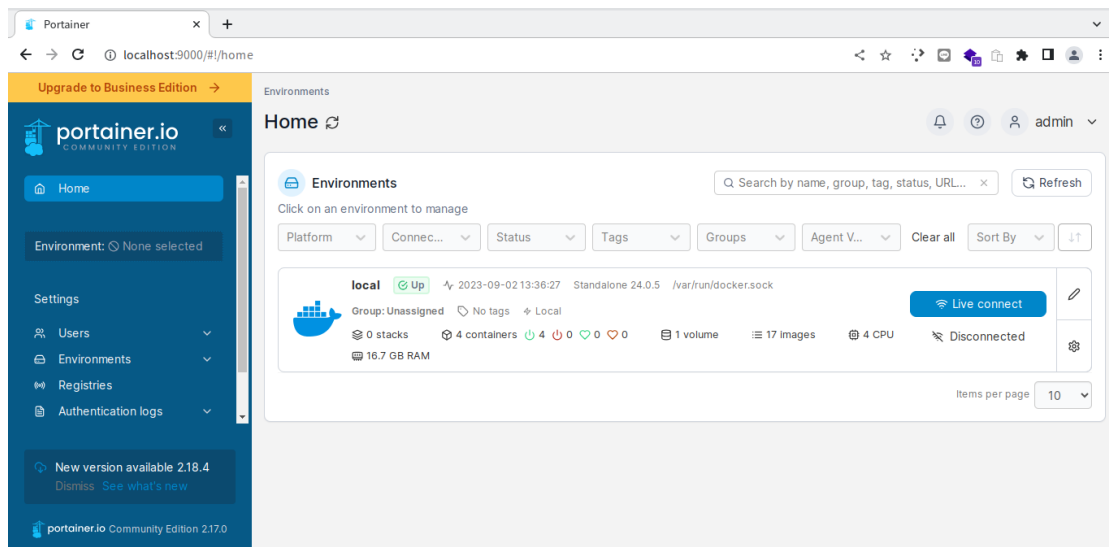 Portainer
localhost:9000/#!/home
10
Upgrade to Business Edition
portainer.io
COMMUNITY EDITION
Home
Environment: None selected
Settings
Users
Environments
Registries
Authentication logs
New version available 2.18.4
Dismiss See what's new
portainer.io Community Edition 2.17.0
Environments
Home
admin
Environments
Search by name, group, tag, status, URL...
Refresh
Click on an environment to manage
Platform Connec... Status Tags Groups Agent V... Clear all Sort By
local Up 2023-09-02 13:36:27 Standalone 24.0.5 /var/run/docker.sock
Group: Unassigned No tags Local
Live connect
0 stacks 4 containers 4 0 0 0 1 volume 17 images 4 CPU
Disconnected
16.7 GB RAM
Items per page 10